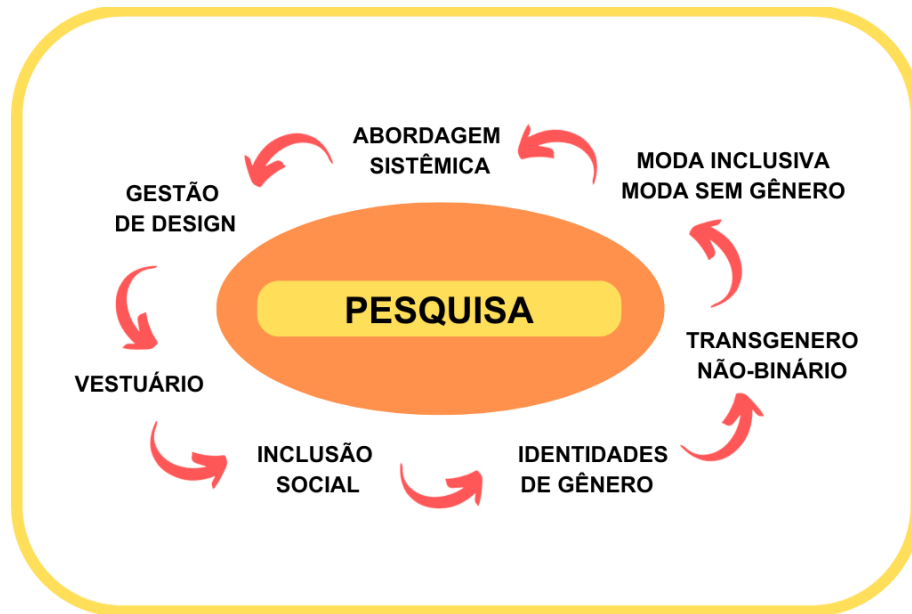 ABORDAGEM
SISTÊMICA
MODA INCLUSIVA
MODA SEM GÊNERO
GESTÃO
DE DESIGN
PESQUISA
TRANSGENERO
NÃO-BINÁRIO
VESTUÁRIO
INCLUSÃO
SOCIAL
IDENTIDADES
DE GÊNERO